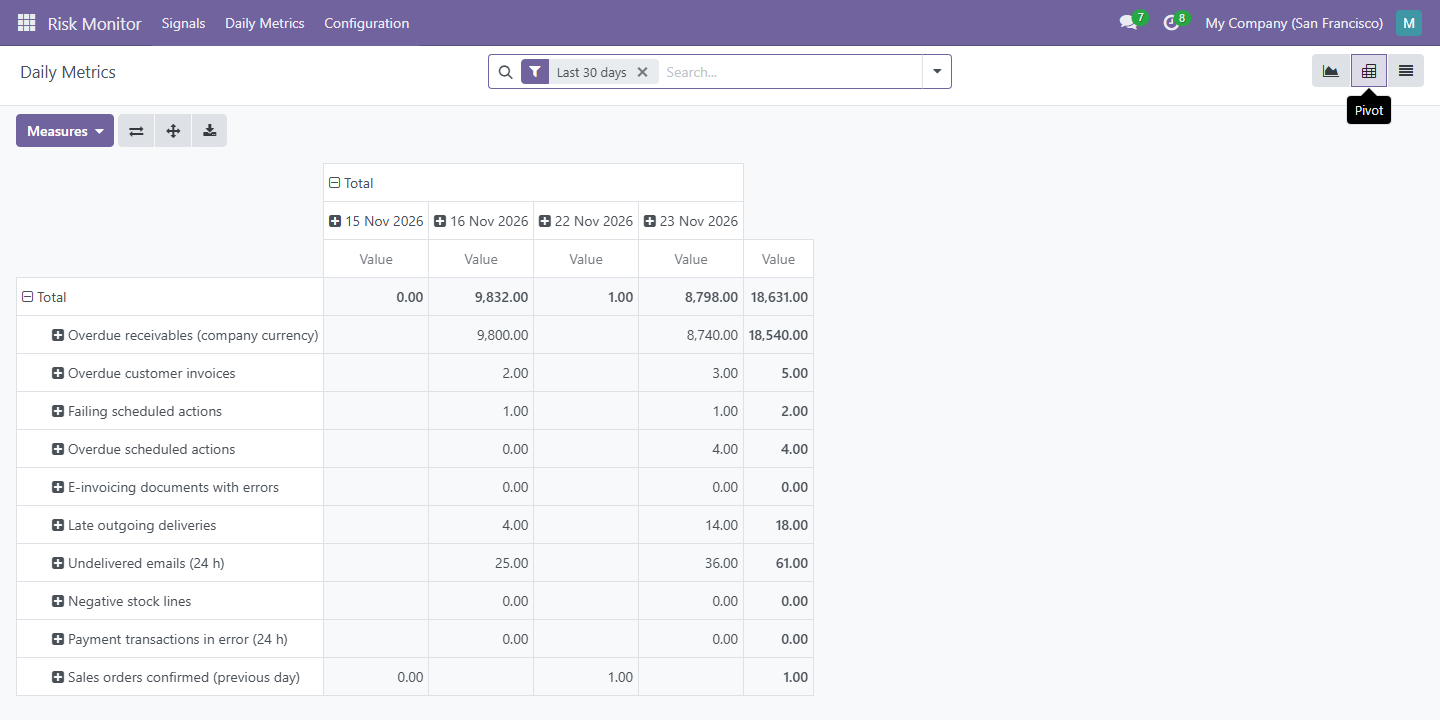 Risk Monitor Signals Daily Metrics Configuration 7 8 My Company (San Francisco) M
Daily Metrics Last 30 days Search...
Pivot
Measures
Total
15 Nov 2026 16 Nov 2026 22 Nov 2026 23 Nov 2026
Value Value Value Value Value
Total 0.00 9,832.00 1.00 8,798.00 18,631.00
Overdue receivables (company currency) 9,800.00 8,740.00 18,540.00
Overdue customer invoices 2.00 3.00 5.00
Failing scheduled actions 1.00 1.00 2.00
Overdue scheduled actions 0.00 4.00 4.00
E-invoicing documents with errors 0.00 0.00 0.00
Late outgoing deliveries 4.00 14.00 18.00
Undelivered emails (24 h) 25.00 36.00 61.00
Negative stock lines 0.00 0.00 0.00
Payment transactions in error (24 h) 0.00 0.00 0.00
Sales orders confirmed (previous day) 0.00 1.00 1.00